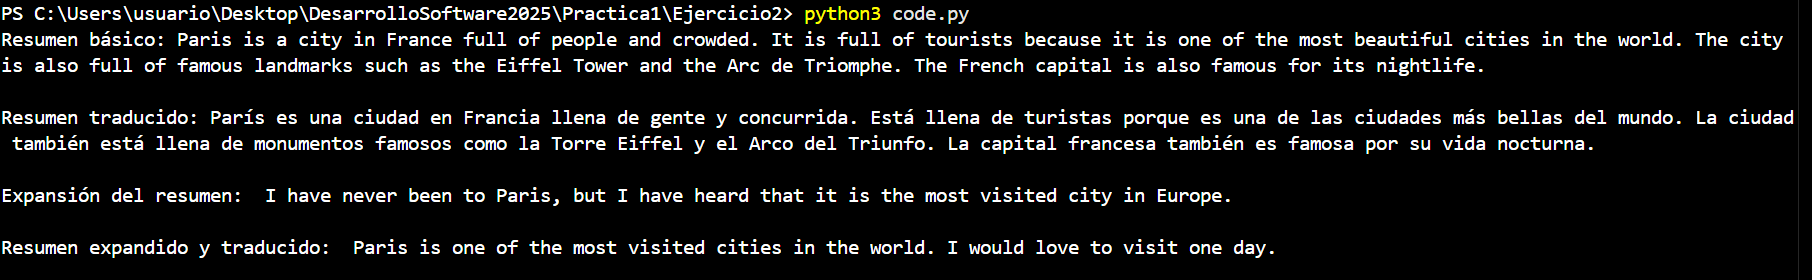 PS C:\Users\usuario\Desktop\DesarrolloSoftware2025\Practica1\Ejercicio2> python3 code.py
Resumen básico: Paris is a city in France full of people and crowded. It is full of tourists because it is one of the most beautiful cities in the world. The city
is also full of famous landmarks such as the Eiffel Tower and the Arc de Triomphe. The French capital is also famous for its nightlife.
Resumen traducido: París es una ciudad en Francia llena de gente y concurrida. Está llena de turistas porque es una de las ciudades más bellas del mundo. La ciudad
también está llena de monumentos famosos como la Torre Eiffel y el Arco del Triunfo. La capital francesa también es famosa por su vida nocturna.
Expansión del resumen:  I have never been to Paris, but I have heard that it is the most visited city in Europe.
Resumen expandido y traducido:  Paris is one of the most visited cities in the world. I would love to visit one day.